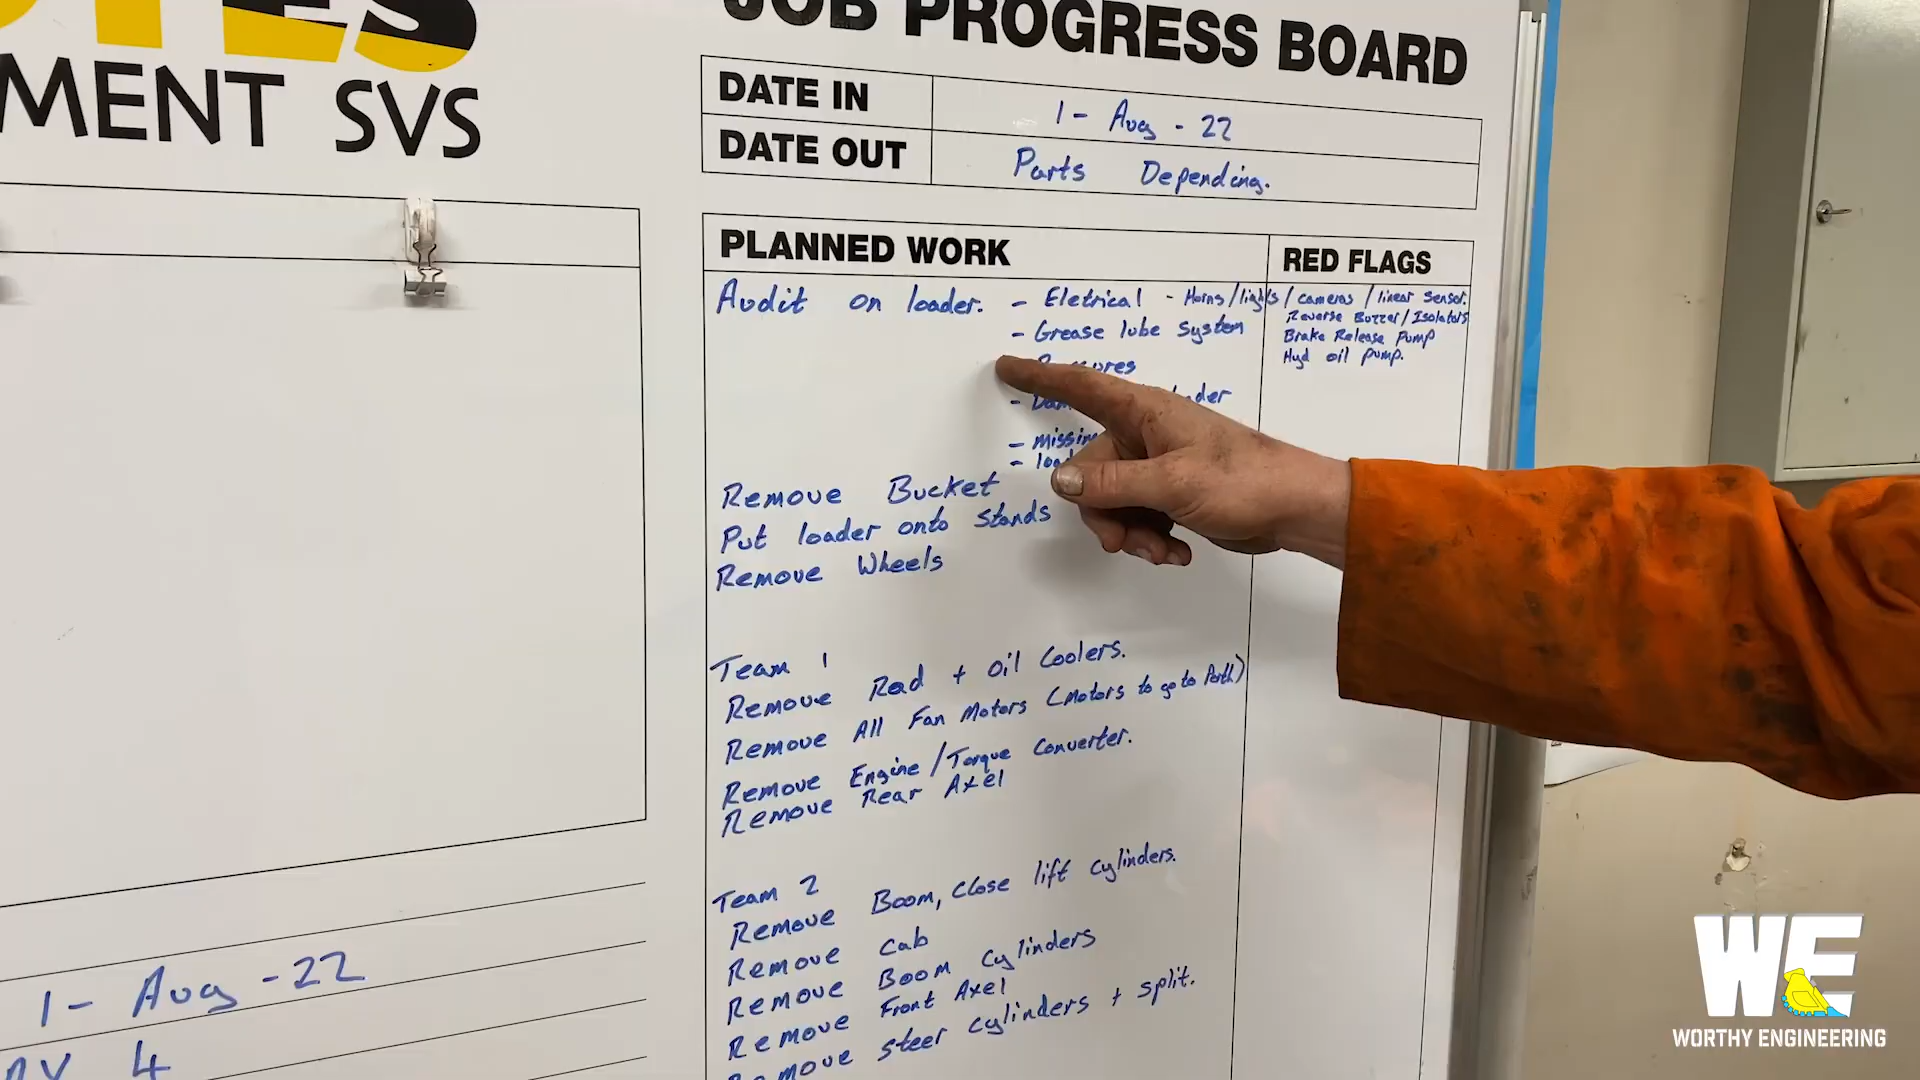 MENT SVS
JOB PROGRESS BOARD
DATE IN 1 - Aug - 22
DATE OUT Parts Depending.
PLANNED WORK
RED FLAGS
Audit on loader. - Eletrical - Horns/lights / cameras / linear sensor.
Reverse Buzzer/Isolators
- Grease lube system
Brake Release Pump
Hyd oil pump.
Remove Bucket
Put loader onto stands
Remove Wheels
Team 1
Remove Rad + oil Coolers.
Remove All Fan Motors (Motors to go to Perth)
Remove Engine/Torque Converter.
Remove Rear Axel
Team 2
Remove Boom, Close lift cylinders.
Remove Cab
Remove Boom cylinders
Remove Front Axel
Remove steer cylinders + split.
1 - Aug - 22
4
WE
WORTHY ENGINEERING